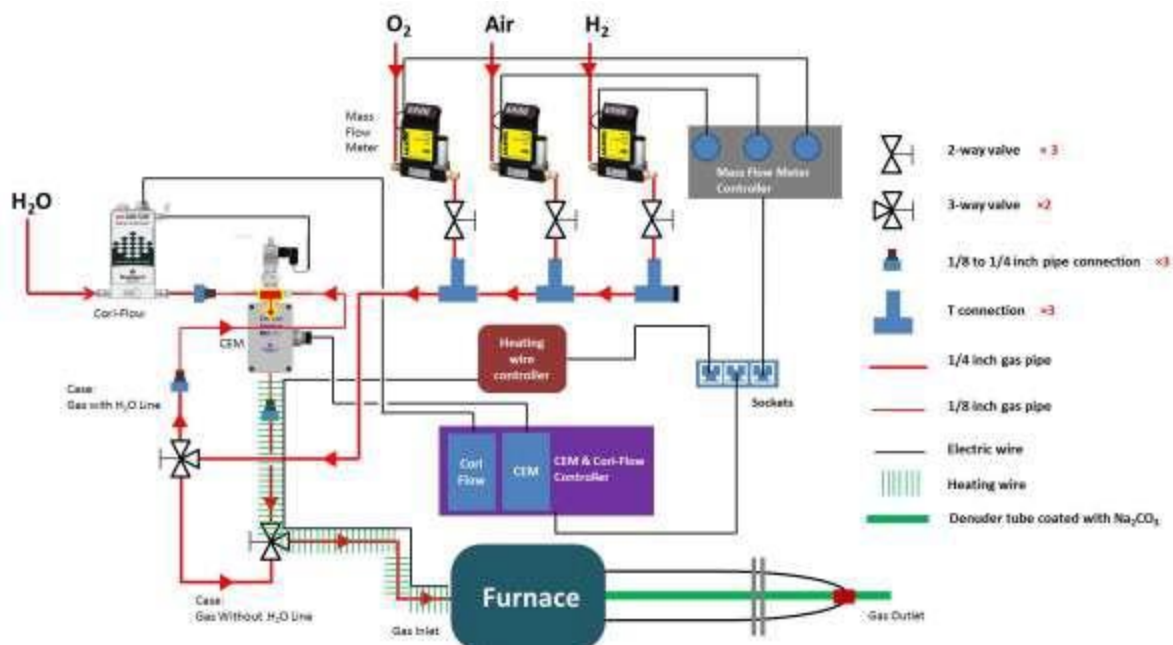 O₂
Air
H₂
Mass
Flow
Meter
Mass Flow Meter
Controller
H₂O
Cori-Flow
CEM
Case:
Gas with H₂O Line
Heating
wire
controller
Sockets
Cori
Flow
CEM
CEM & Cori-Flow
Controller
Case:
Gas Without H₂O Line
Gas Inlet
Furnace
Gas Outlet
2-way valve ×3
3-way valve ×2
1/8 to 1/4 inch pipe connection ×3
T connection ×3
1/4 inch gas pipe
1/8 inch gas pipe
Electric wire
Heating wire
Denuder tube coated with Na₂CO₃